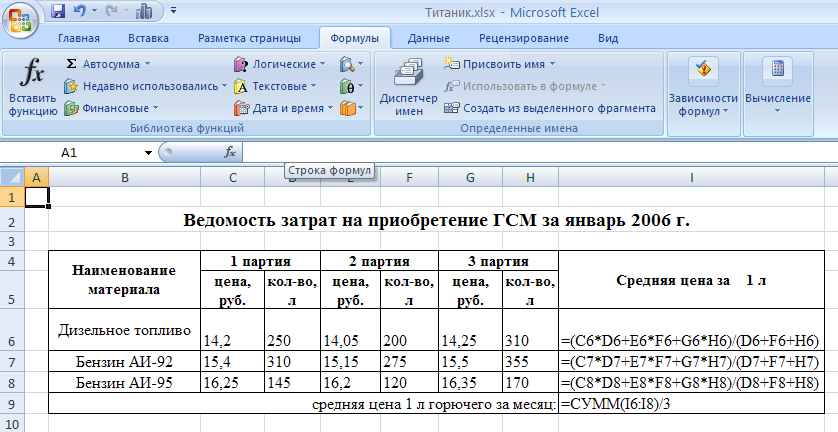 Титаник.xlsx - Microsoft Excel
Главная Вставка Разметка страницы Формулы Данные Рецензирование Вид
fx Вставить функцию
Σ Автосумма
Недавно использовались
Финансовые
Логические
Текстовые
Дата и время
Библиотека функций
Диспетчер имен
Присвоить имя
Использовать в формуле
Создать из выделенного фрагмента
Определенные имена
Зависимости формул
Вычисление
A1 fx
Строка формул
A B C D E F G H I
1
2 Ведомость затрат на приобретение ГСМ за январь 2006 г.
3
4 Наименование материала 1 партия 2 партия 3 партия Средняя цена за 1 л
5 цена, руб. кол-во, л цена, руб. кол-во, л цена, руб. кол-во, л
6 Дизельное топливо 14,2 250 14,05 200 14,25 310 =(C6*D6+E6*F6+G6*H6)/(D6+F6+H6)
7 Бензин АИ-92 15,4 310 15,15 275 15,5 355 =(C7*D7+E7*F7+G7*H7)/(D7+F7+H7)
8 Бензин АИ-95 16,25 145 16,2 120 16,35 170 =(C8*D8+E8*F8+G8*H8)/(D8+F8+H8)
9 средняя цена 1 л горючего за месяц: =СУММ(I6:I8)/3
10